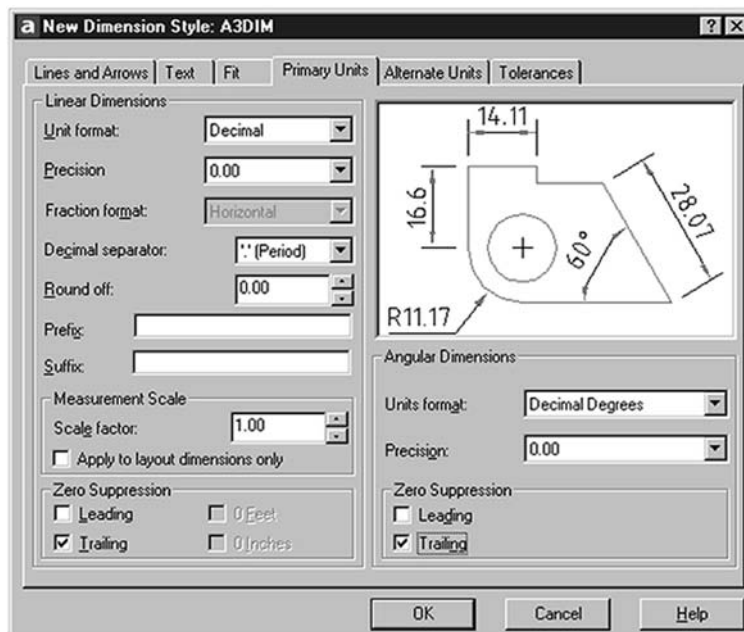 a New Dimension Style: A3DIM
Lines and Arrows Text Fit Primary Units Alternate Units Tolerances
Linear Dimensions
Unit format: Decimal
Precision 0.00
Fraction format: Horizontal
Decimal separator: '.' (Period)
Round off: 0.00
Prefix:
Suffix:
Measurement Scale
Scale factor: 1.00
Apply to layout dimensions only
Zero Suppression
Leading 0 Feet
Trailing 0 Inches
14.11
16.6
28.07
60°
R11.17
Angular Dimensions
Units format: Decimal Degrees
Precision: 0.00
Zero Suppression
Leading
Trailing
OK Cancel Help